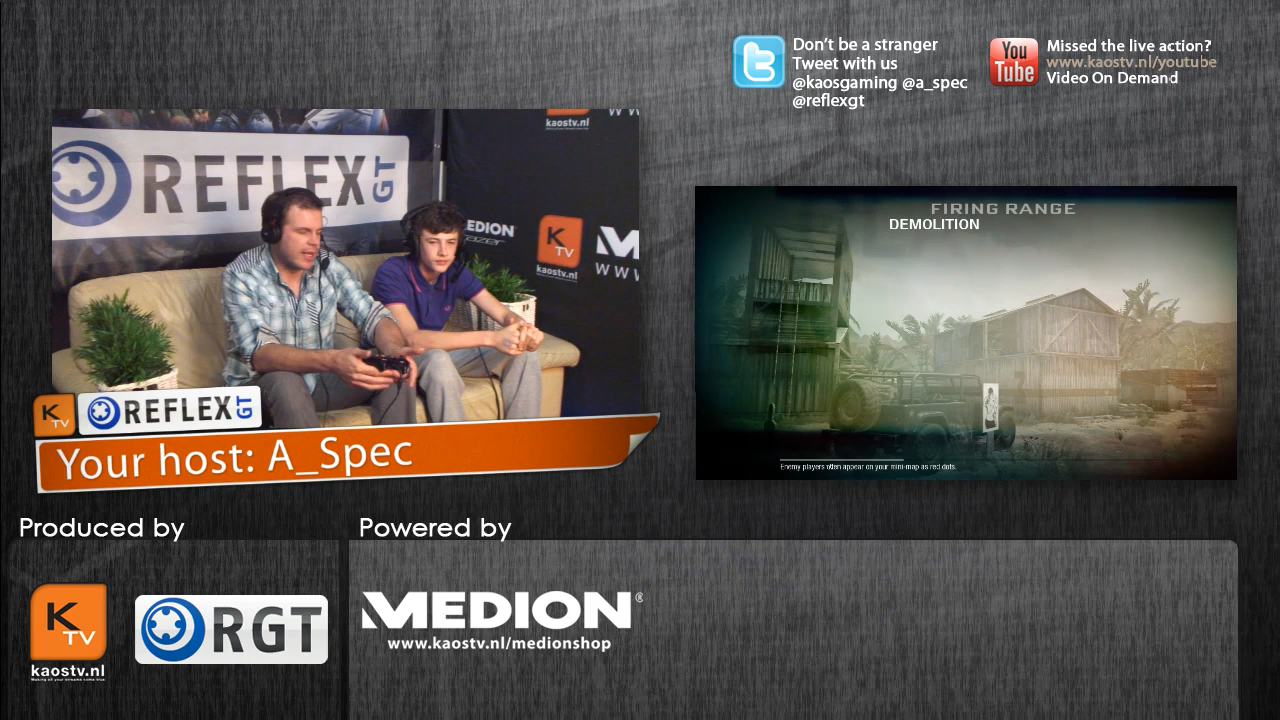 Don't be a stranger
Tweet with us
@kaosgaming @a_spec
@reflexgt
You
Tube
Missed the live action?
www.kaostv.nl/youtube
Video On Demand
kaostv.nl
REFLEX GT
MEDION
K
kaostv.nl
M
WWW
FIRING RANGE
DEMOLITION
Enemy players often appear on your mini-map as red dots.
K TV
REFLEX GT
Your host: A_Spec
Produced by
Powered by
K TV
kaostv.nl
RGT
MEDION®
www.kaostv.nl/medionshop